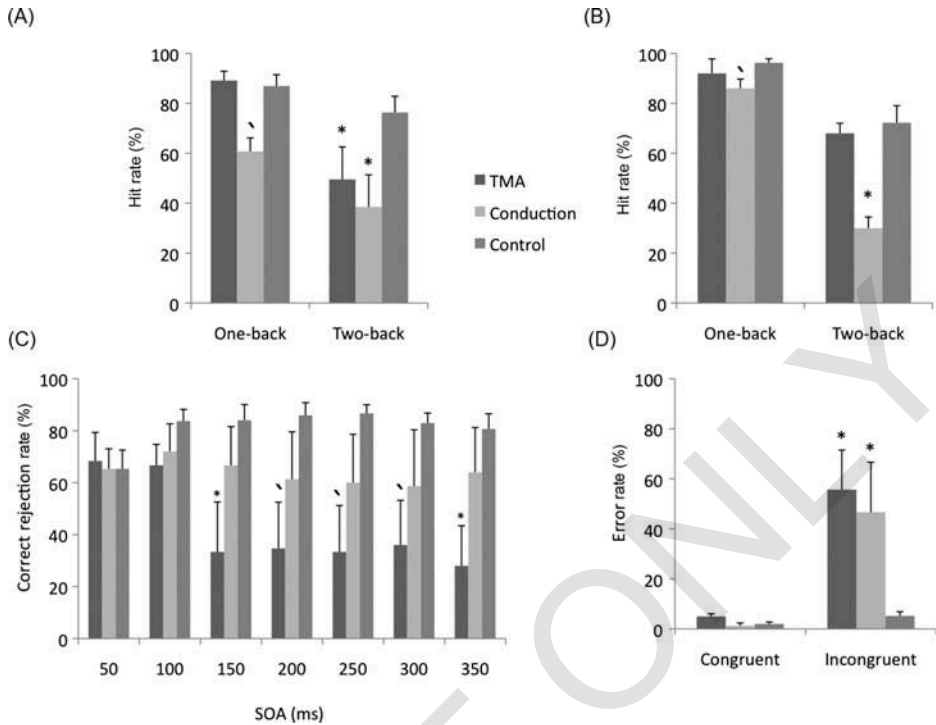 (A)
(B)
Hit rate (%)
100
80
60
40
20
0
`
*
*
One-back
Two-back
TMA
Conduction
Control
Hit rate (%)
100
80
60
40
20
0
`
*
One-back
Two-back
(C)
(D)
Correct rejection rate (%)
100
80
60
40
20
0
*
`
`
`
*
50 100 150 200 250 300 350
SOA (ms)
Error rate (%)
100
80
60
40
20
0
*
*
Congruent
Incongruent
ONLY